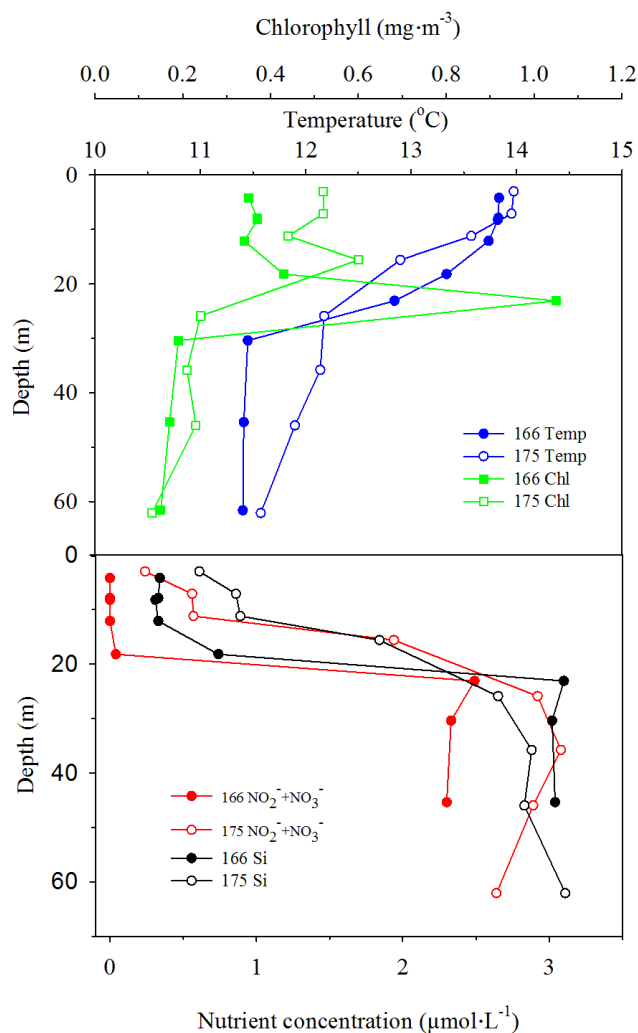 Chlorophyll (mg·m⁻³)
0.0 0.2 0.4 0.6 0.8 1.0 1.2
Temperature (°C)
10 11 12 13 14 15
0
20
40
60
Depth (m)
166 Temp
175 Temp
166 Chl
175 Chl
0
20
40
60
Depth (m)
166 NO₂⁻+NO₃⁻
175 NO₂⁻+NO₃⁻
166 Si
175 Si
0 1 2 3
Nutrient concentration (µmol·L⁻¹)